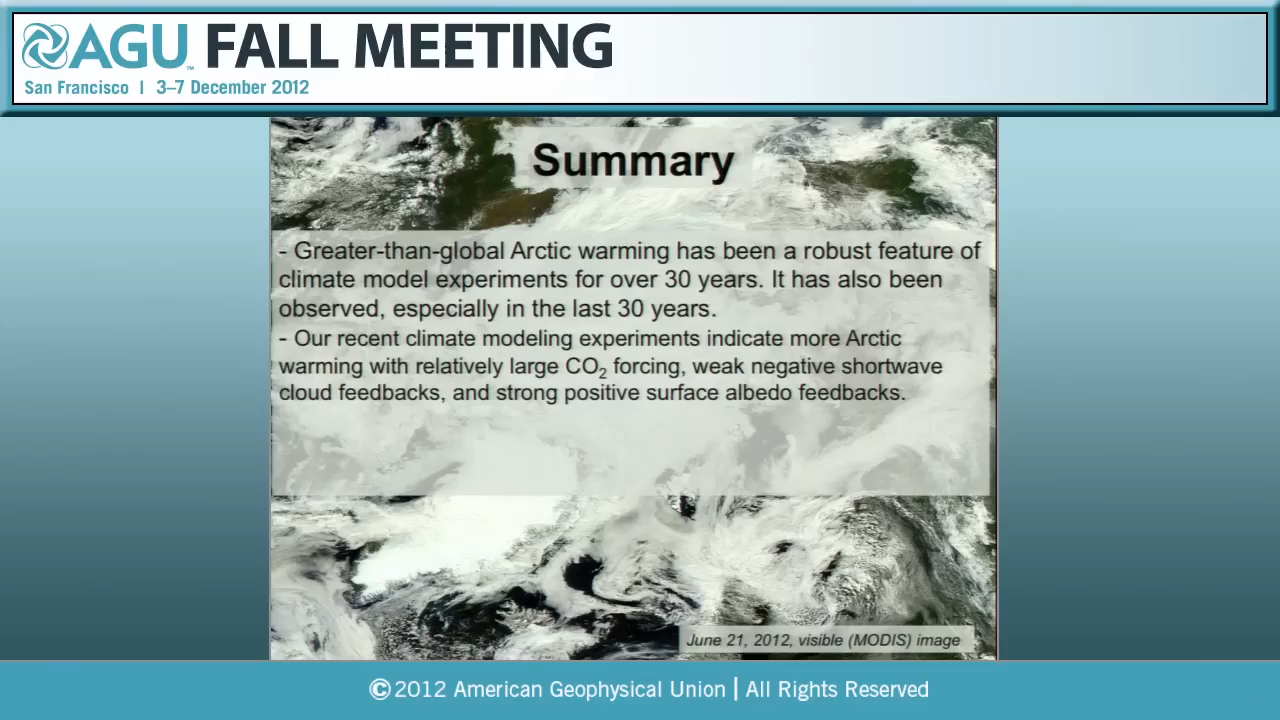 AGU FALL MEETING
™
San Francisco | 3–7 December 2012
Summary
- Greater-than-global Arctic warming has been a robust feature of
climate model experiments for over 30 years. It has also been
observed, especially in the last 30 years.
- Our recent climate modeling experiments indicate more Arctic
warming with relatively large CO₂ forcing, weak negative shortwave
cloud feedbacks, and strong positive surface albedo feedbacks.
June 21, 2012, visible (MODIS) image
©2012 American Geophysical Union | All Rights Reserved